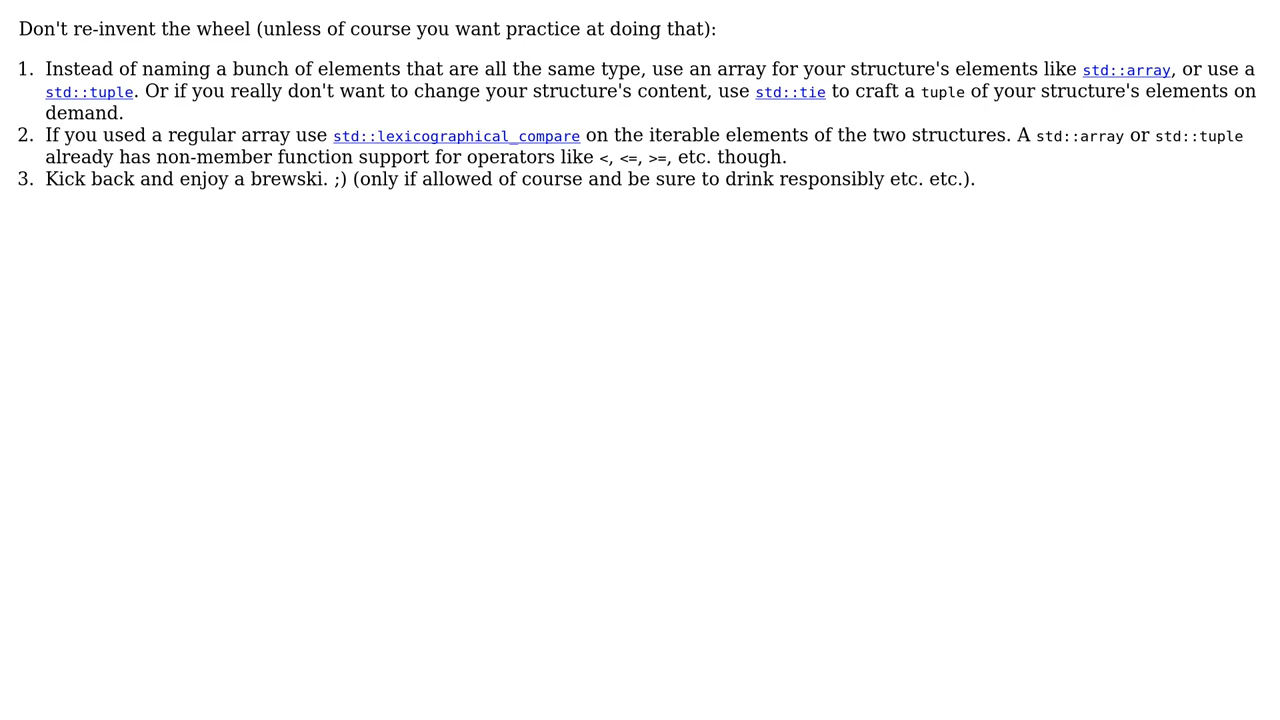 Don't re-invent the wheel (unless of course you want practice at doing that):
1. Instead of naming a bunch of elements that are all the same type, use an array for your structure's elements like std::array, or use a
std::tuple. Or if you really don't want to change your structure's content, use std::tie to craft a tuple of your structure's elements on
demand.
2. If you used a regular array use std::lexicographical_compare on the iterable elements of the two structures. A std::array or std::tuple
already has non-member function support for operators like <, <=, >=, etc. though.
3. Kick back and enjoy a brewski. ;) (only if allowed of course and be sure to drink responsibly etc. etc.).